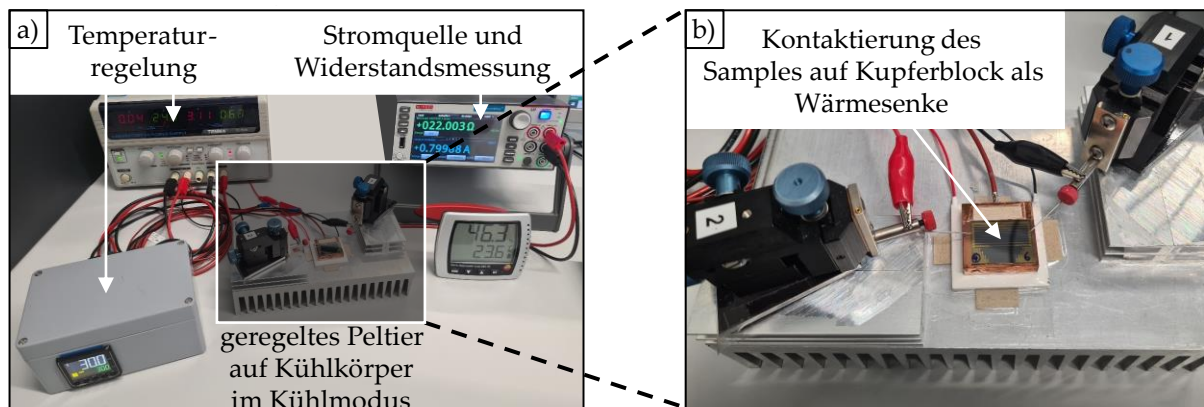 a)
Temperatur-
regelung
Stromquelle und
Widerstandsmessung
+022.003Ω
+0.79988 A
46.3
23.6
300
geregeltes Peltier
auf Kühlkörper
im Kühlmodus
b)
Kontaktierung des
Samples auf Kupferblock als
Wärmesenke
1
2